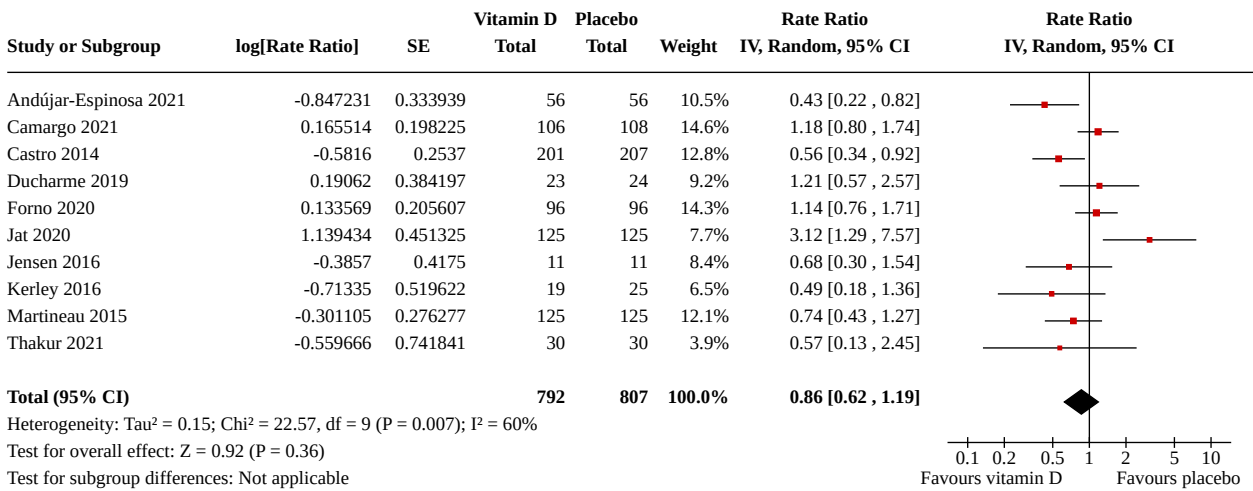 Vitamin D Placebo Rate Ratio Rate Ratio
Study or Subgroup log[Rate Ratio] SE Total Total Weight IV, Random, 95% CI IV, Random, 95% CI
Andújar-Espinosa 2021 -0.847231 0.333939 56 56 10.5% 0.43 [0.22 , 0.82]
Camargo 2021 0.165514 0.198225 106 108 14.6% 1.18 [0.80 , 1.74]
Castro 2014 -0.5816 0.2537 201 207 12.8% 0.56 [0.34 , 0.92]
Ducharme 2019 0.19062 0.384197 23 24 9.2% 1.21 [0.57 , 2.57]
Forno 2020 0.133569 0.205607 96 96 14.3% 1.14 [0.76 , 1.71]
Jat 2020 1.139434 0.451325 125 125 7.7% 3.12 [1.29 , 7.57]
Jensen 2016 -0.3857 0.4175 11 11 8.4% 0.68 [0.30 , 1.54]
Kerley 2016 -0.71335 0.519622 19 25 6.5% 0.49 [0.18 , 1.36]
Martineau 2015 -0.301105 0.276277 125 125 12.1% 0.74 [0.43 , 1.27]
Thakur 2021 -0.559666 0.741841 30 30 3.9% 0.57 [0.13 , 2.45]
Total (95% CI) 792 807 100.0% 0.86 [0.62 , 1.19]
Heterogeneity: Tau² = 0.15; Chi² = 22.57, df = 9 (P = 0.007); I² = 60%
Test for overall effect: Z = 0.92 (P = 0.36)
0.1 0.2 0.5 1 2 5 10
Test for subgroup differences: Not applicable
Favours vitamin D Favours placebo